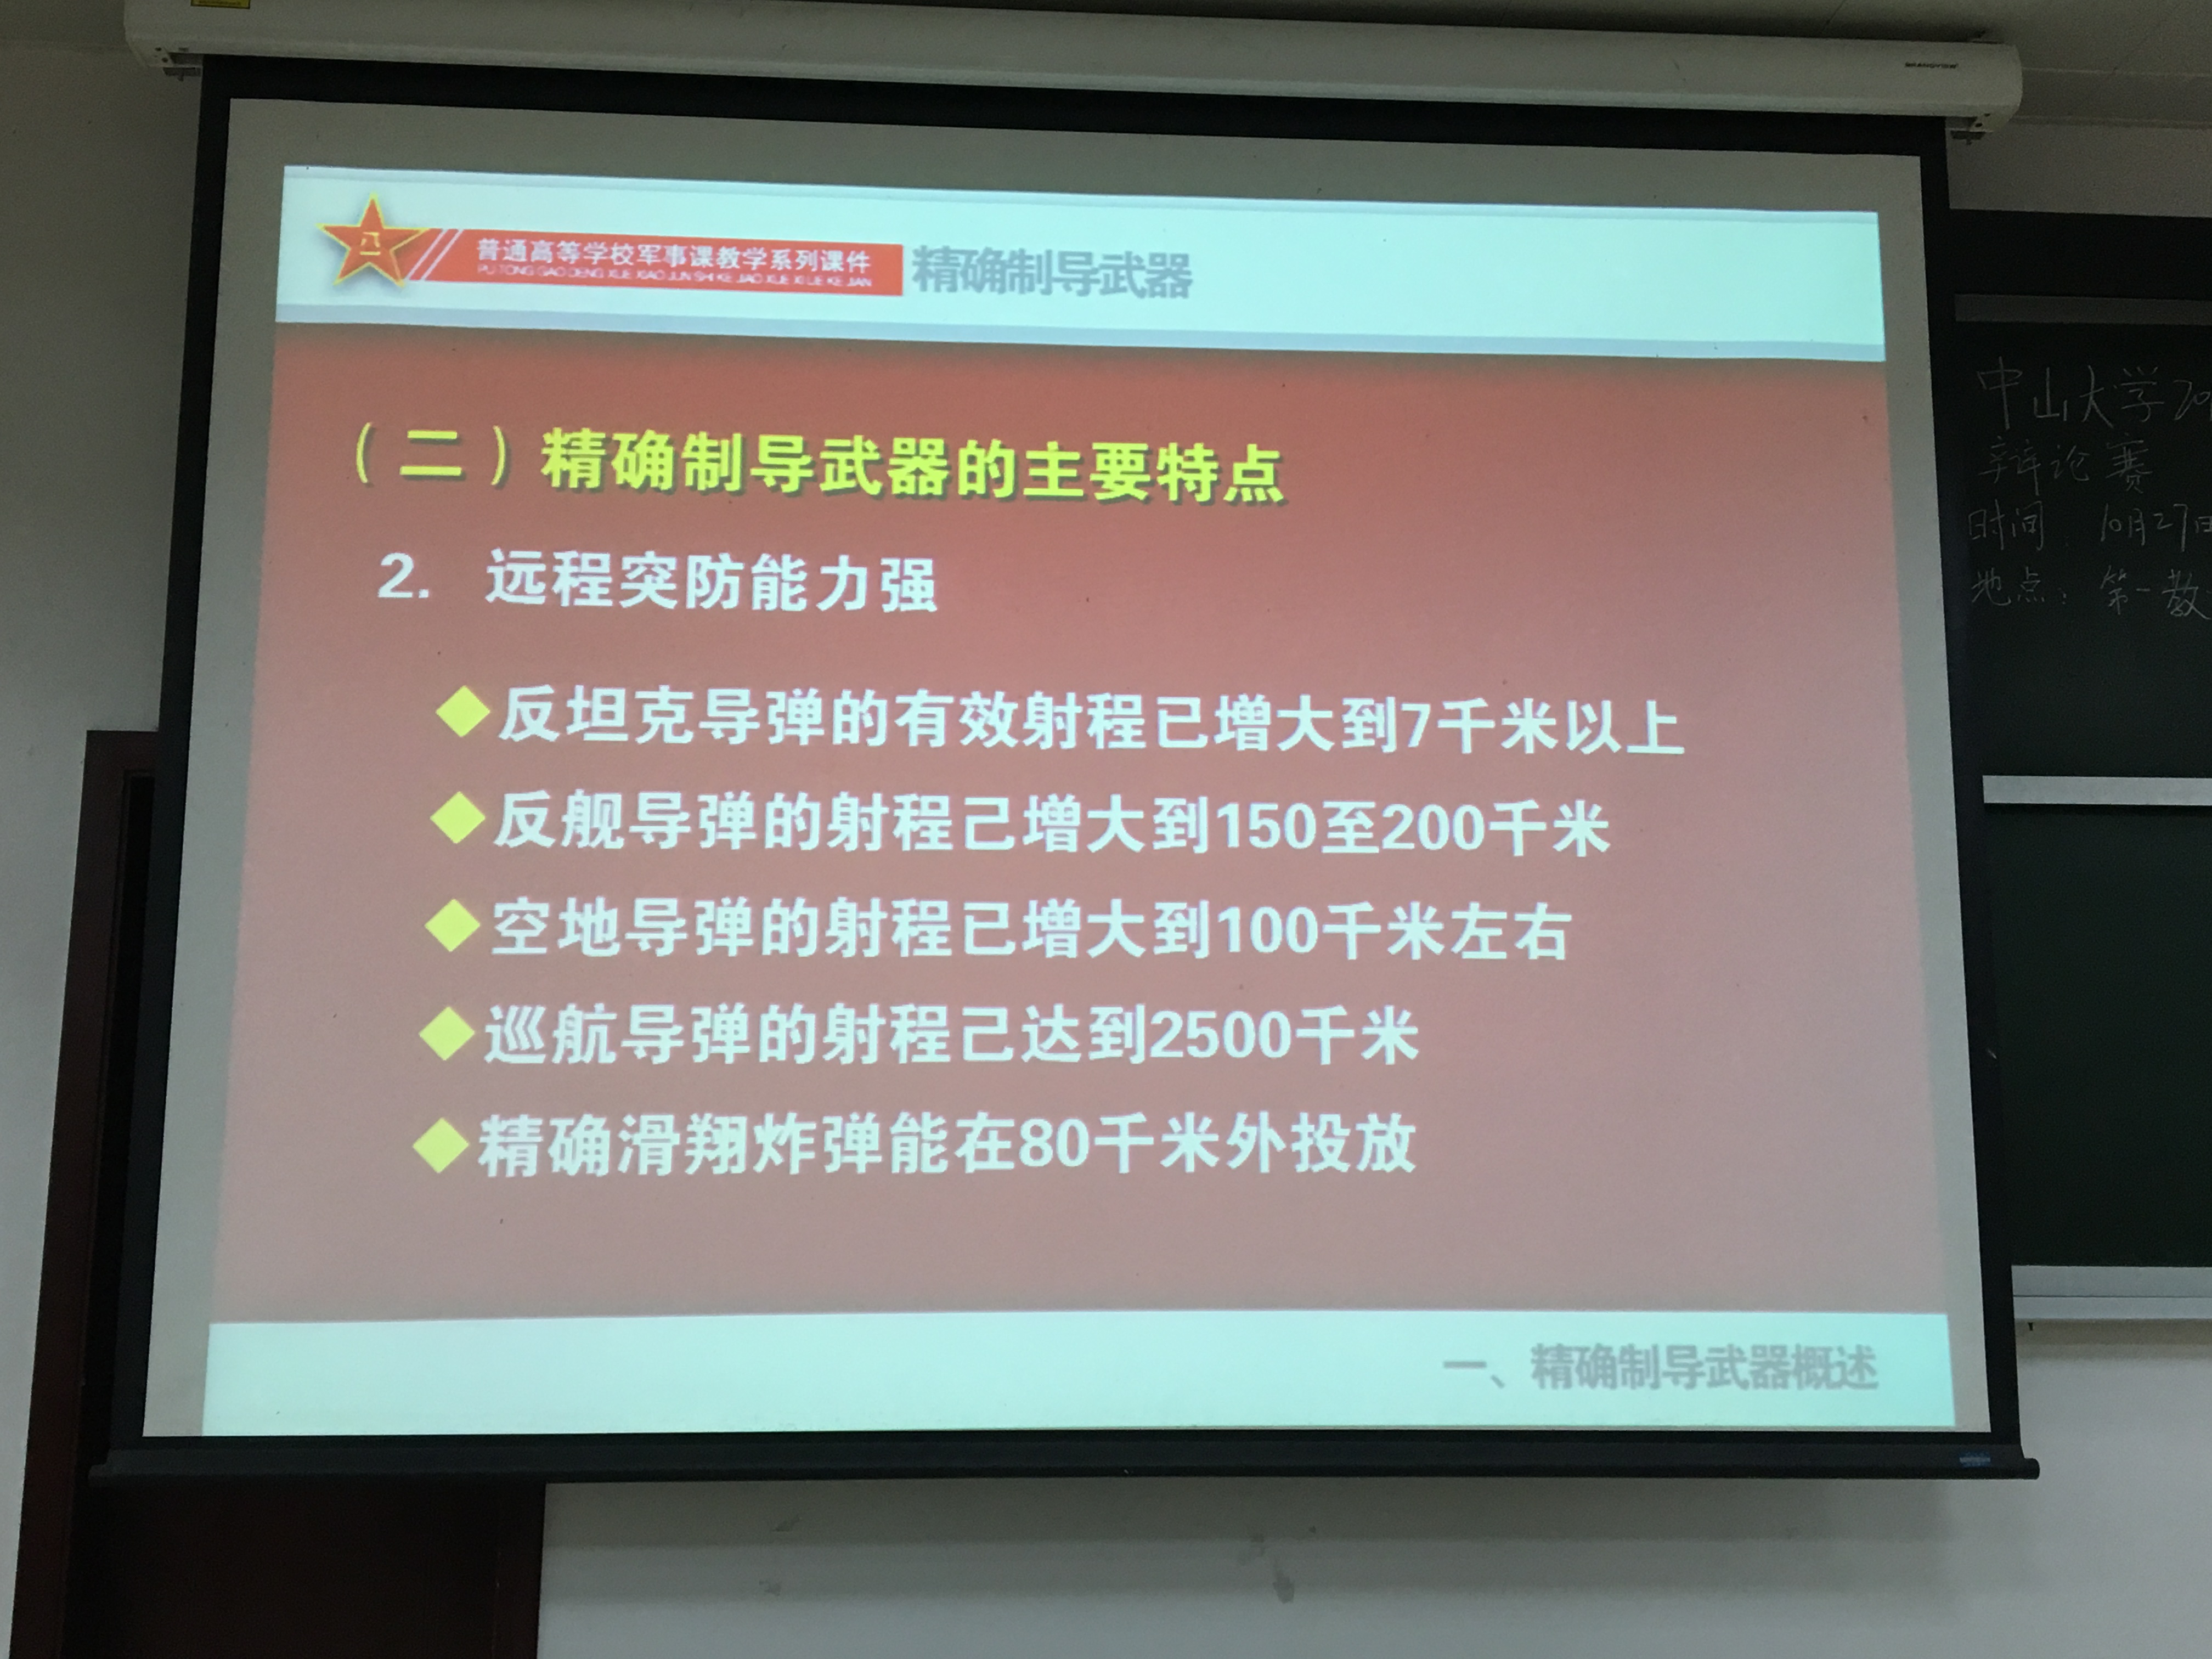 普通高等学校军事课教学系列课件
PU TONG GAO DENG XUE XIAO JUN SHI KE JIAO XUE XI LIE KE JIAN
精确制导武器
八一
（二）精确制导武器的主要特点
2. 远程突防能力强
◆反坦克导弹的有效射程已增大到7千米以上
◆反舰导弹的射程己增大到150至200千米
◆空地导弹的射程已增大到100千米左右
◆巡航导弹的射程己达到2500千米
◆精确滑翔炸弹能在80千米外投放
一、精确制导武器概述
中山大学20
辩论赛
时间：10月27日
地点：第一教